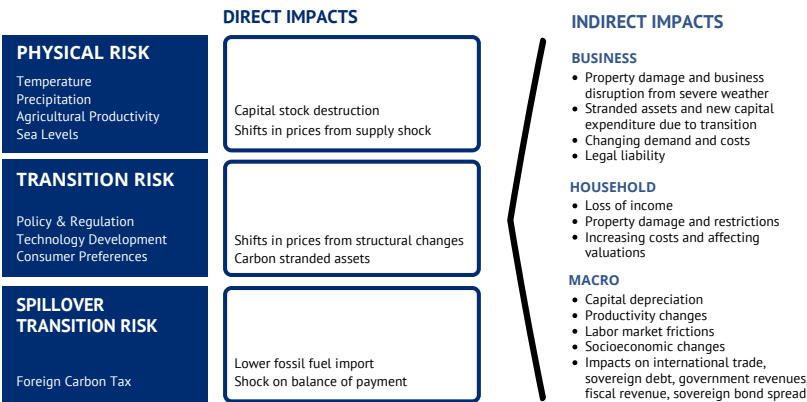 DIRECT IMPACTS
PHYSICAL RISK
Temperature
Precipitation
Agricultural Productivity
Sea Levels
Capital stock destruction
Shifts in prices from supply shock
TRANSITION RISK
Policy & Regulation
Technology Development
Consumer Preferences
Shifts in prices from structural changes
Carbon stranded assets
SPILLOVER
TRANSITION RISK
Foreign Carbon Tax
Lower fossil fuel import
Shock on balance of payment
INDIRECT IMPACTS
BUSINESS
• Property damage and business
disruption from severe weather
• Stranded assets and new capital
expenditure due to transition
• Changing demand and costs
• Legal liability
HOUSEHOLD
• Loss of income
• Property damage and restrictions
• Increasing costs and affecting
valuations
MACRO
• Capital depreciation
• Productivity changes
• Labor market frictions
• Socioeconomic changes
• Impacts on international trade,
sovereign debt, government revenues
fiscal revenue, sovereign bond spread